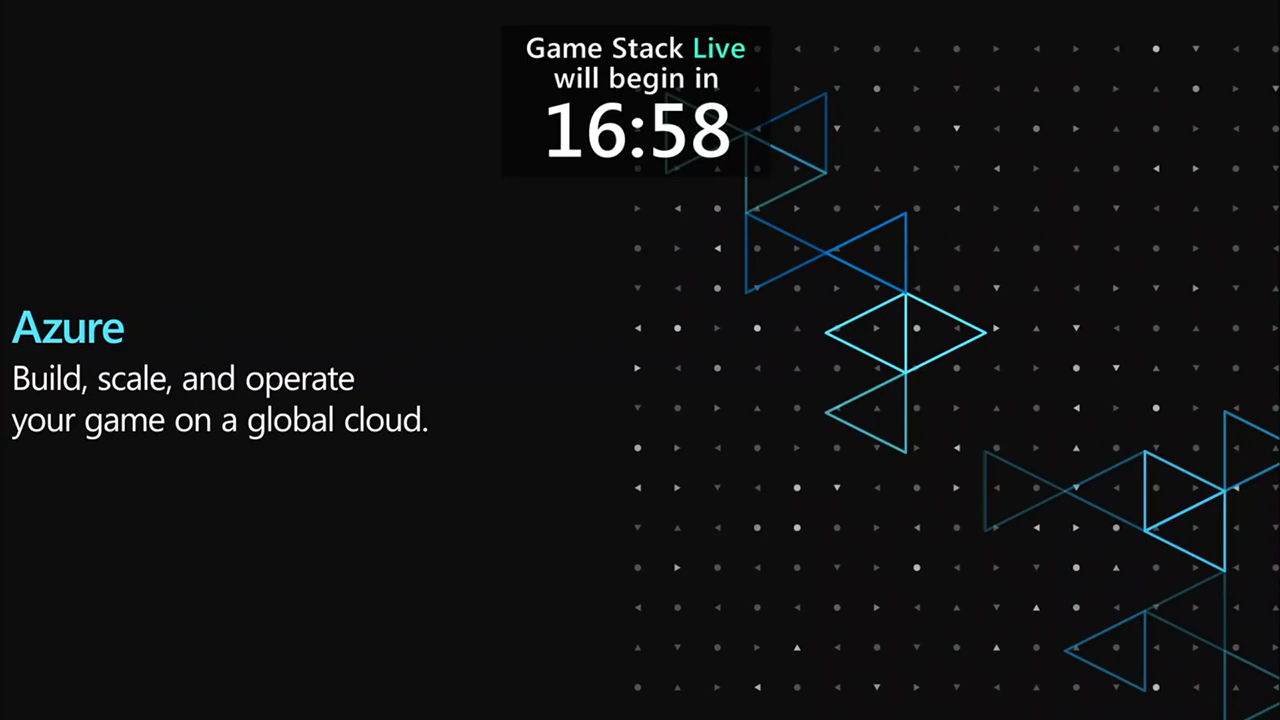 Game Stack Live
will begin in
16:58
Azure
Build, scale, and operate
your game on a global cloud.